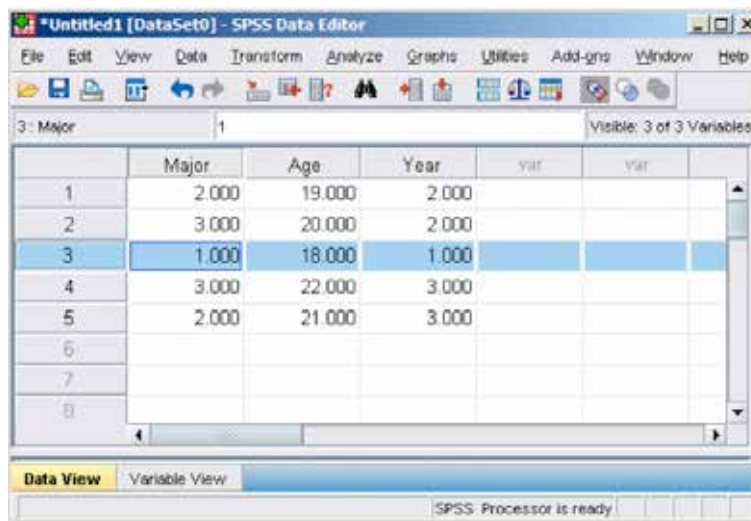 *Untitled1 [DataSet0] - SPSS Data Editor
File Edit View Data Transform Analyze Graphs Utilities Add-ons Window Help
3 : Major 1 Visible: 3 of 3 Variables
Major Age Year var var
1 2.000 19.000 2.000
2 3.000 20.000 2.000
3 1.000 18.000 1.000
4 3.000 22.000 3.000
5 2.000 21.000 3.000
6
7
8
Data View Variable View
SPSS Processor is ready